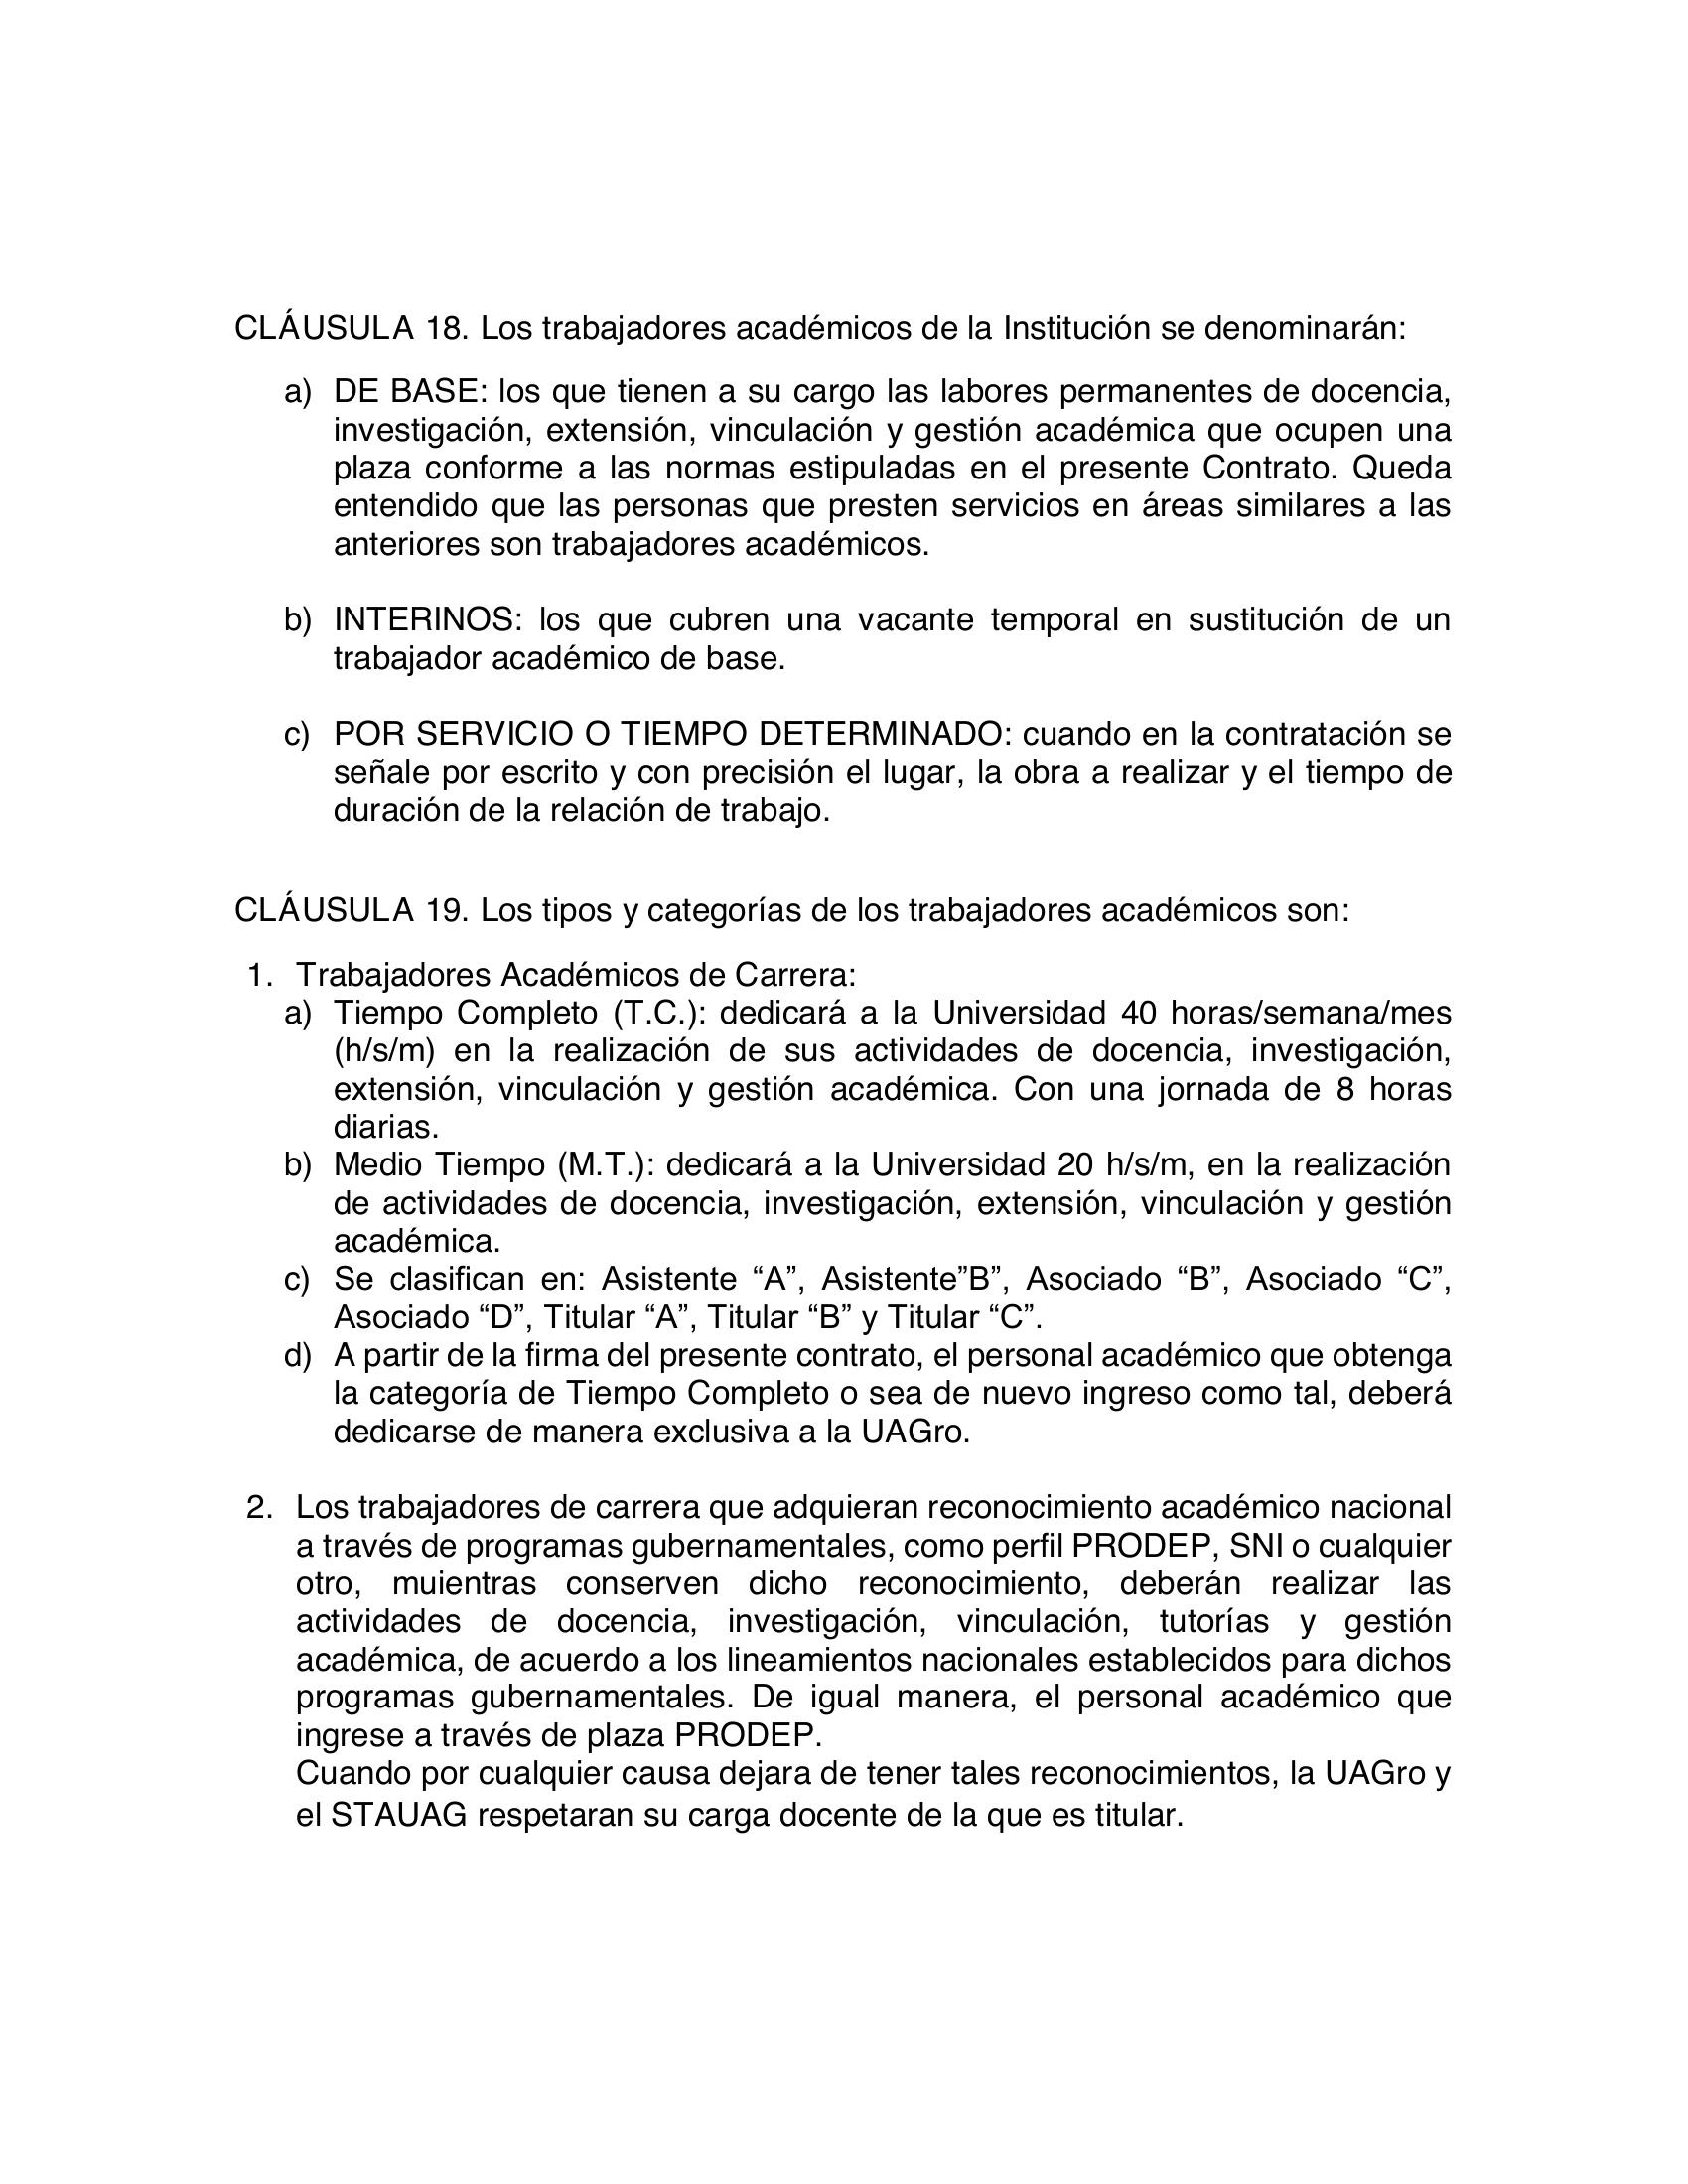 CLÁUSULA 18. Los trabajadores académicos de la Institución se denominarán:
a) DE BASE: los que tienen a su cargo las labores permanentes de docencia,
investigación, extensión, vinculación y gestión académica que ocupen una
plaza conforme a las normas estipuladas en el presente Contrato. Queda
entendido que las personas que presten servicios en áreas similares a las
anteriores son trabajadores académicos.
b) INTERINOS: los que cubren una vacante temporal en sustitución de un
trabajador académico de base.
c) POR SERVICIO O TIEMPO DETERMINADO: cuando en la contratación se
señale por escrito y con precisión el lugar, la obra a realizar y el tiempo de
duración de la relación de trabajo.
CLÁUSULA 19. Los tipos y categorías de los trabajadores académicos son:
1. Trabajadores Académicos de Carrera:
a) Tiempo Completo (T.C.): dedicará a la Universidad 40 horas/semana/mes
(h/s/m) en la realización de sus actividades de docencia, investigación,
extensión, vinculación y gestión académica. Con una jornada de 8 horas
diarias.
b) Medio Tiempo (M.T.): dedicará a la Universidad 20 h/s/m, en la realización
de actividades de docencia, investigación, extensión, vinculación y gestión
académica.
c) Se clasifican en: Asistente “A”, Asistente”B”, Asociado “B”, Asociado “C”,
Asociado “D”, Titular “A”, Titular “B” y Titular “C”.
d) A partir de la firma del presente contrato, el personal académico que obtenga
la categoría de Tiempo Completo o sea de nuevo ingreso como tal, deberá
dedicarse de manera exclusiva a la UAGro.
2. Los trabajadores de carrera que adquieran reconocimiento académico nacional
a través de programas gubernamentales, como perfil PRODEP, SNI o cualquier
otro, muientras conserven dicho reconocimiento, deberán realizar las
actividades de docencia, investigación, vinculación, tutorías y gestión
académica, de acuerdo a los lineamientos nacionales establecidos para dichos
programas gubernamentales. De igual manera, el personal académico que
ingrese a través de plaza PRODEP.
Cuando por cualquier causa dejara de tener tales reconocimientos, la UAGro y
el STAUAG respetaran su carga docente de la que es titular.